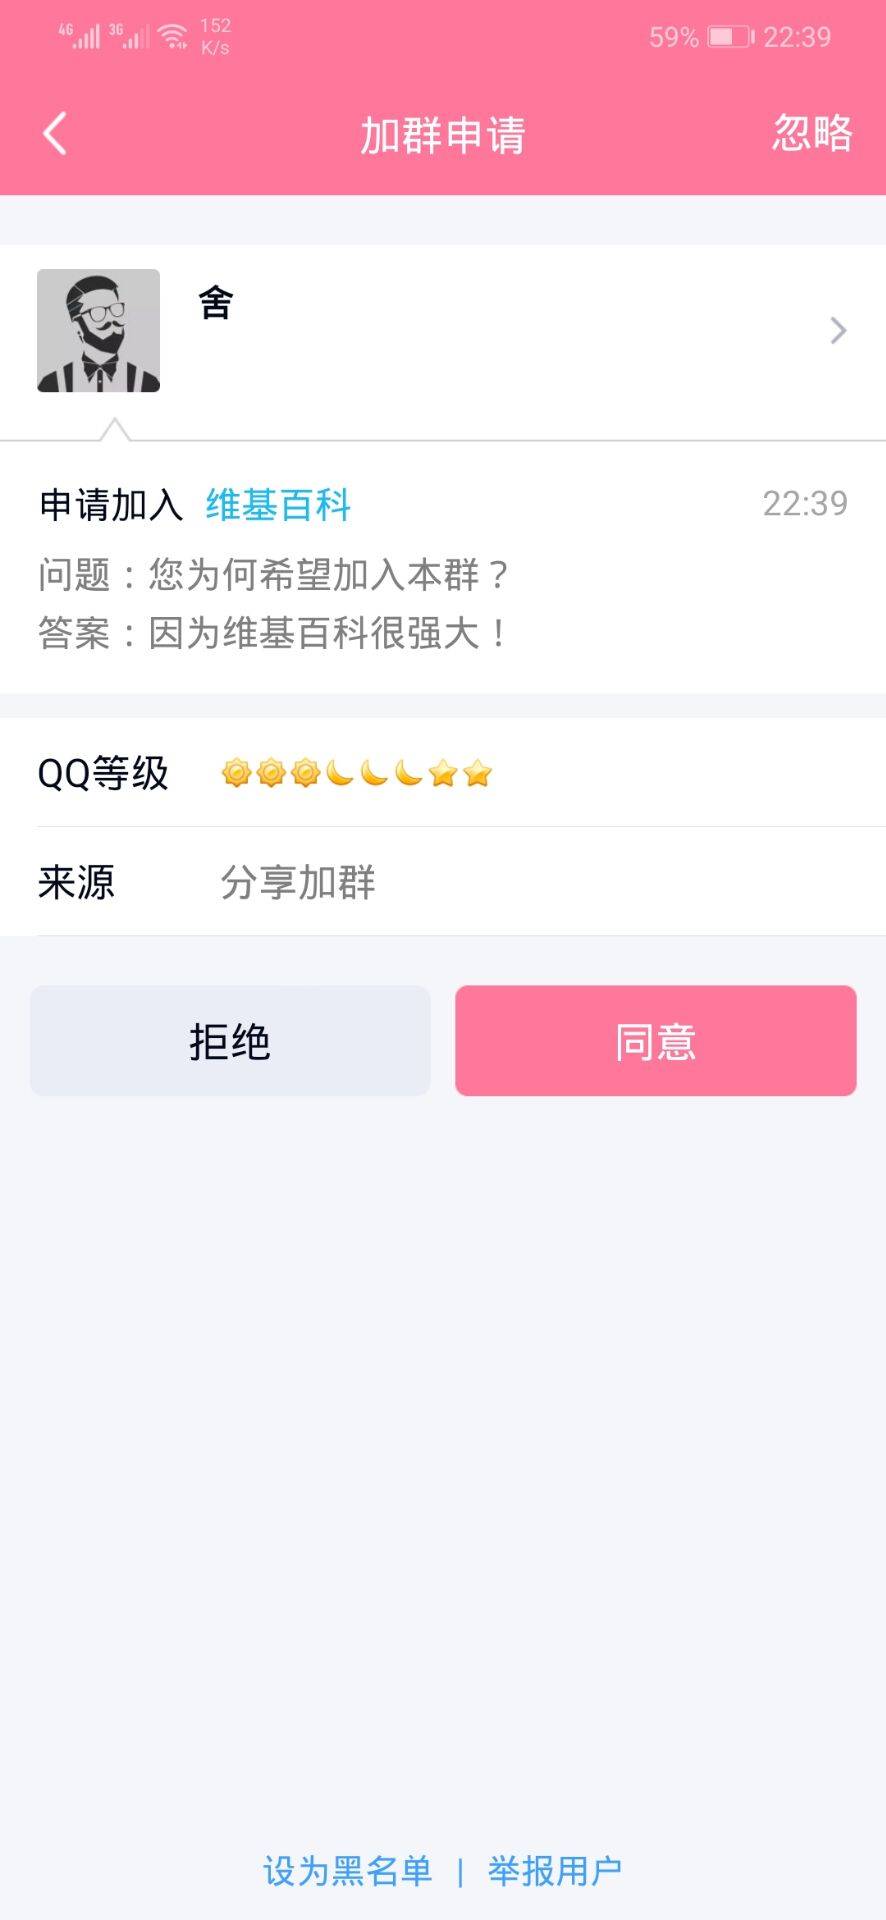 4G 3G 152 K/s 59% 22:39
加群申请 忽略
舍
申请加入 维基百科 22:39
问题：您为何希望加入本群？
答案：因为维基百科很强大！
QQ等级
来源 分享加群
拒绝 同意
设为黑名单 | 举报用户